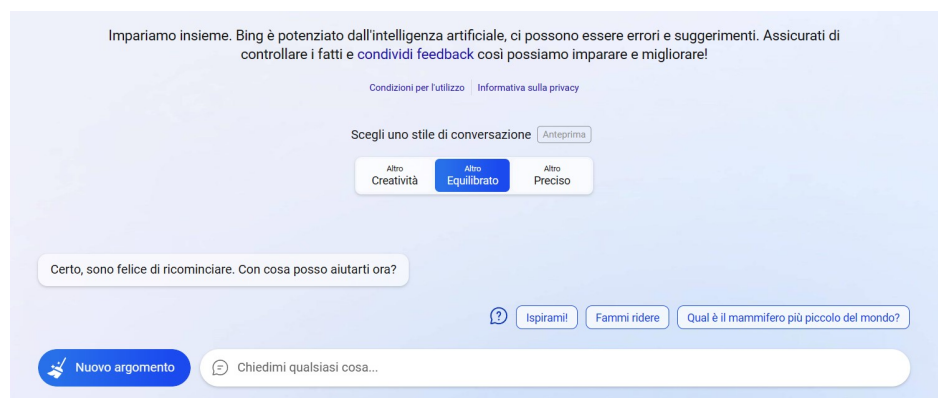 Impariamo insieme. Bing è potenziato dall'intelligenza artificiale, ci possono essere errori e suggerimenti. Assicurati di
controllare i fatti e condividi feedback così possiamo imparare e migliorare!
Condizioni per l'utilizzo Informativa sulla privacy
Scegli uno stile di conversazione Anteprima
Altro Altro Altro
Creatività Equilibrato Preciso
Certo, sono felice di ricominciare. Con cosa posso aiutarti ora?
Ispirami! Fammi ridere Qual è il mammifero più piccolo del mondo?
Nuovo argomento Chiedimi qualsiasi cosa...